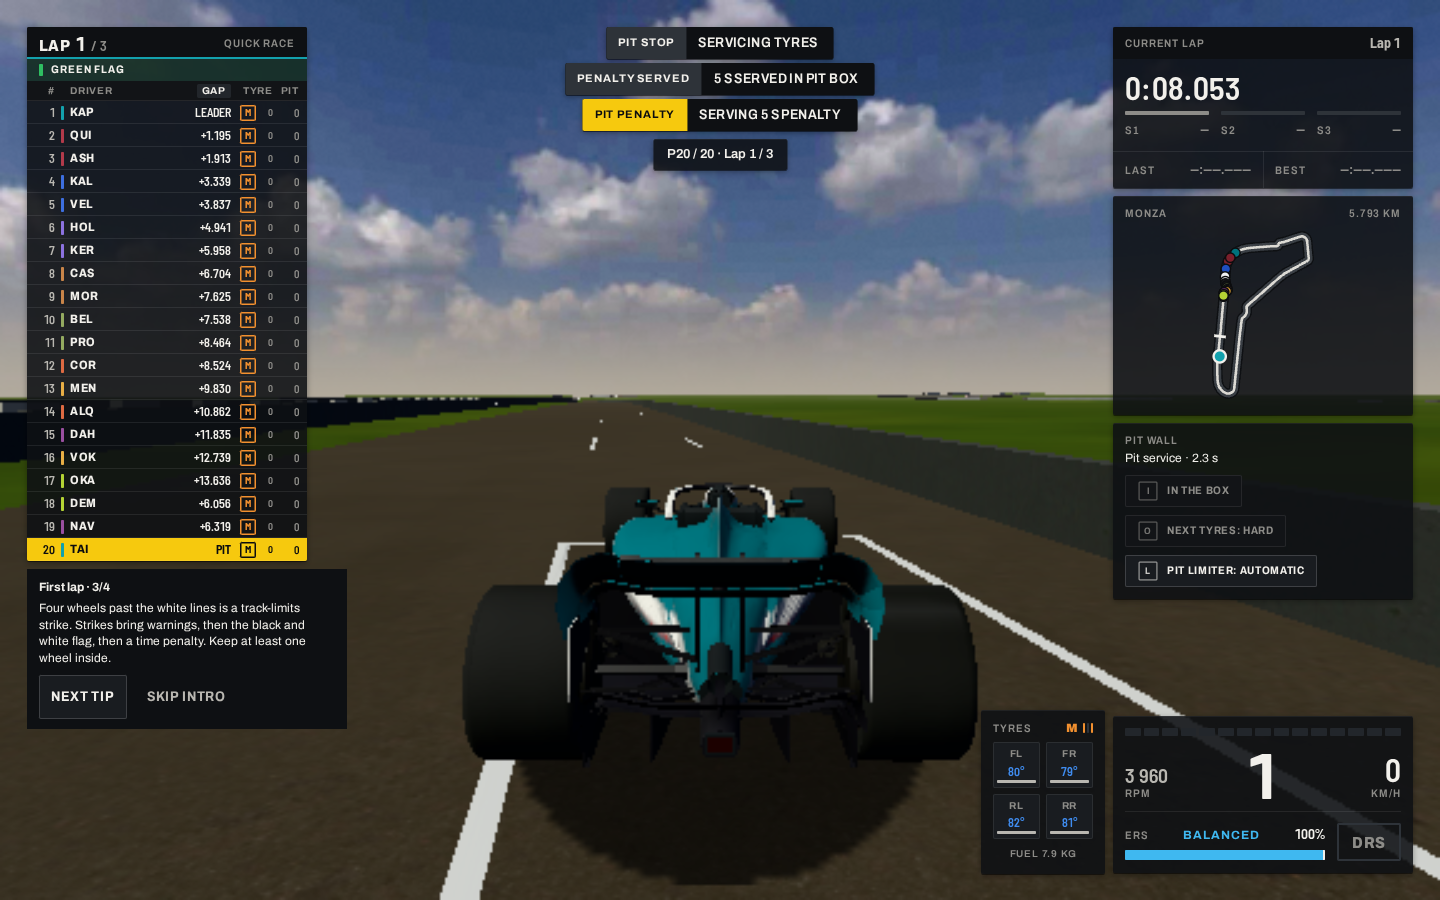 LAP 1 / 3 QUICK RACE
GREEN FLAG
# DRIVER GAP TYRE PIT
1 KAP LEADER M 0 0
2 QUI +1.195 M 0 0
3 ASH +1.913 M 0 0
4 KAL +3.339 M 0 0
5 VEL +3.837 M 0 0
6 HOL +4.941 M 0 0
7 KER +5.958 M 0 0
8 CAS +6.704 M 0 0
9 MOR +7.625 M 0 0
10 BEL +7.538 M 0 0
11 PRO +8.464 M 0 0
12 COR +8.524 M 0 0
13 MEN +9.830 M 0 0
14 ALQ +10.862 M 0 0
15 DAH +11.835 M 0 0
16 VOK +12.739 M 0 0
17 OKA +13.636 M 0 0
18 DEM +6.056 M 0 0
19 NAV +6.319 M 0 0
20 TAI PIT M 0 0
First lap · 3/4
Four wheels past the white lines is a track-limits
strike. Strikes bring warnings, then the black and
white flag, then a time penalty. Keep at least one
wheel inside.
NEXT TIP SKIP INTRO
PIT STOP SERVICING TYRES
PENALTY SERVED 5 S SERVED IN PIT BOX
PIT PENALTY SERVING 5 S PENALTY
P20 / 20 · Lap 1 / 3
CURRENT LAP Lap 1
0:08.053
S1 — S2 — S3 —
LAST —:——.——— BEST —:——.———
MONZA 5.793 KM
PIT WALL
Pit service · 2.3 s
I IN THE BOX
O NEXT TYRES: HARD
L PIT LIMITER: AUTOMATIC
TYRES M
FL FR
80° 79°
RL RR
82° 81°
FUEL 7.9 KG
3 960 1 0
RPM KM/H
ERS BALANCED 100% DRS